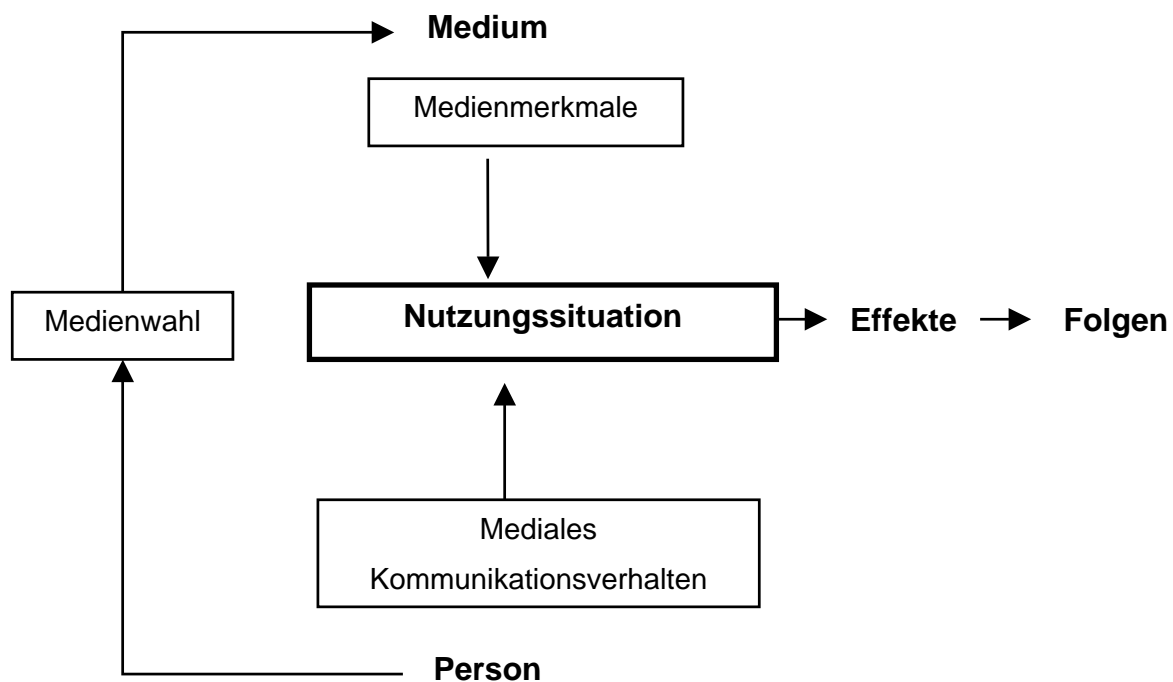 Medium
Medienmerkmale
Medienwahl
Nutzungssituation
Effekte
Folgen
Mediales
Kommunikationsverhalten
Person